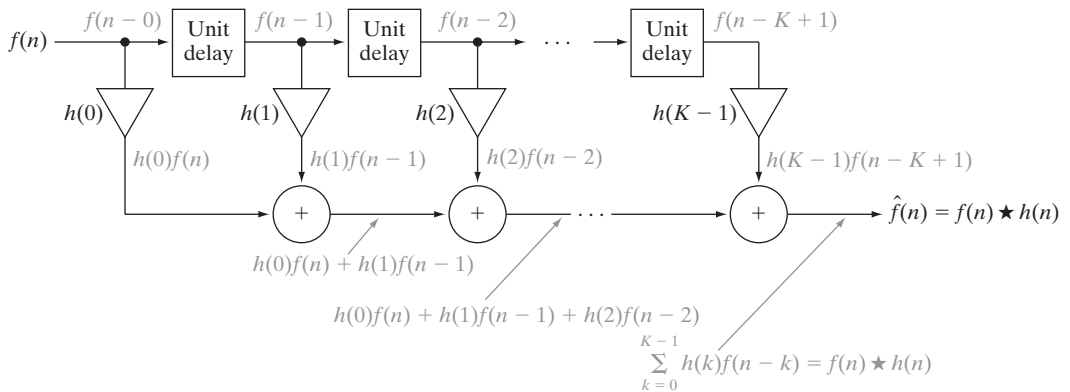 f(n − 0)
f(n − 1)
f(n − 2)
f(n − K + 1)
f(n)
Unit
delay
Unit
delay
. . .
Unit
delay
h(0)
h(1)
h(2)
h(K − 1)
h(0)f(n)
h(1)f(n − 1)
h(2)f(n − 2)
h(K − 1)f(n − K + 1)
+
+
. . .
+
f̂(n) = f(n) ★ h(n)
h(0)f(n) + h(1)f(n − 1)
h(0)f(n) + h(1)f(n − 1) + h(2)f(n − 2)
K − 1
∑ h(k)f(n − k) = f(n) ★ h(n)
k = 0